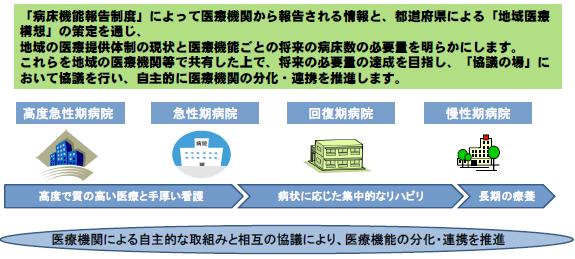 「病床機能報告制度」によって医療機関から報告される情報と、都道府県による「地域医療
構想」の策定を通じ、
地域の医療提供体制の現状と医療機能ごとの将来の病床数の必要量を明らかにします。
これらを地域の医療機関等で共有した上で、将来の必要量の達成を目指し、「協議の場」に
おいて協議を行い、自主的に医療機関の分化・連携を推進します。
高度急性期病院
急性期病院
回復期病院
慢性期病院
病院
高度で質の高い医療と手厚い看護
病状に応じた集中的なリハビリ
長期の療養
医療機関による自主的な取組みと相互の協議により、医療機能の分化・連携を推進